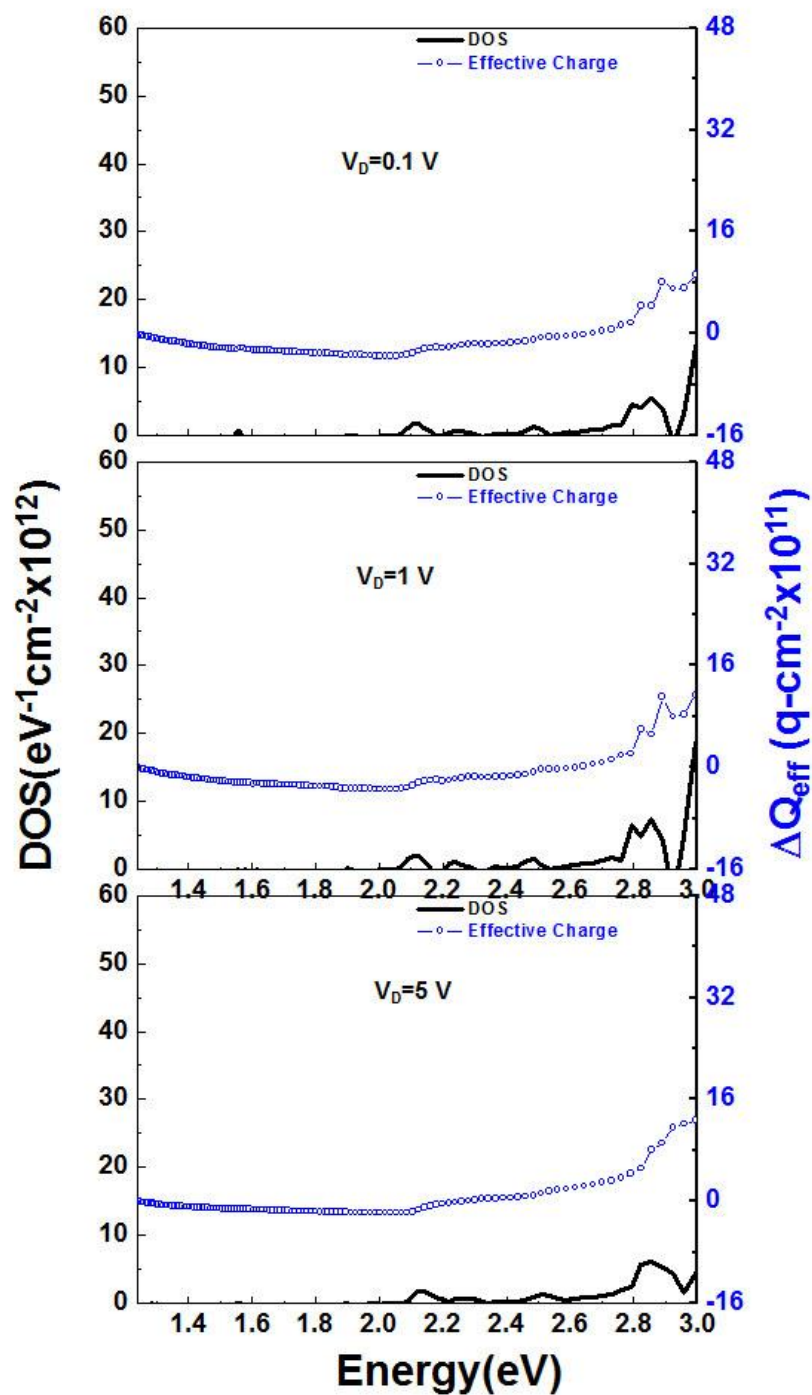 60
50
40
30
20
10
0
48
32
16
0
-16
DOS
Effective Charge
V_D=0.1 V
60
50
40
30
20
10
0
48
32
16
0
-16
DOS
Effective Charge
V_D=1 V
1.4 1.6 1.8 2.0 2.2 2.4 2.6 2.8 3.0
60
50
40
30
20
10
0
48
32
16
0
-16
DOS
Effective Charge
V_D=5 V
1.4 1.6 1.8 2.0 2.2 2.4 2.6 2.8 3.0
DOS(eV⁻¹cm⁻²x10¹²)
ΔQ_eff (q-cm⁻²x10¹¹)
Energy(eV)